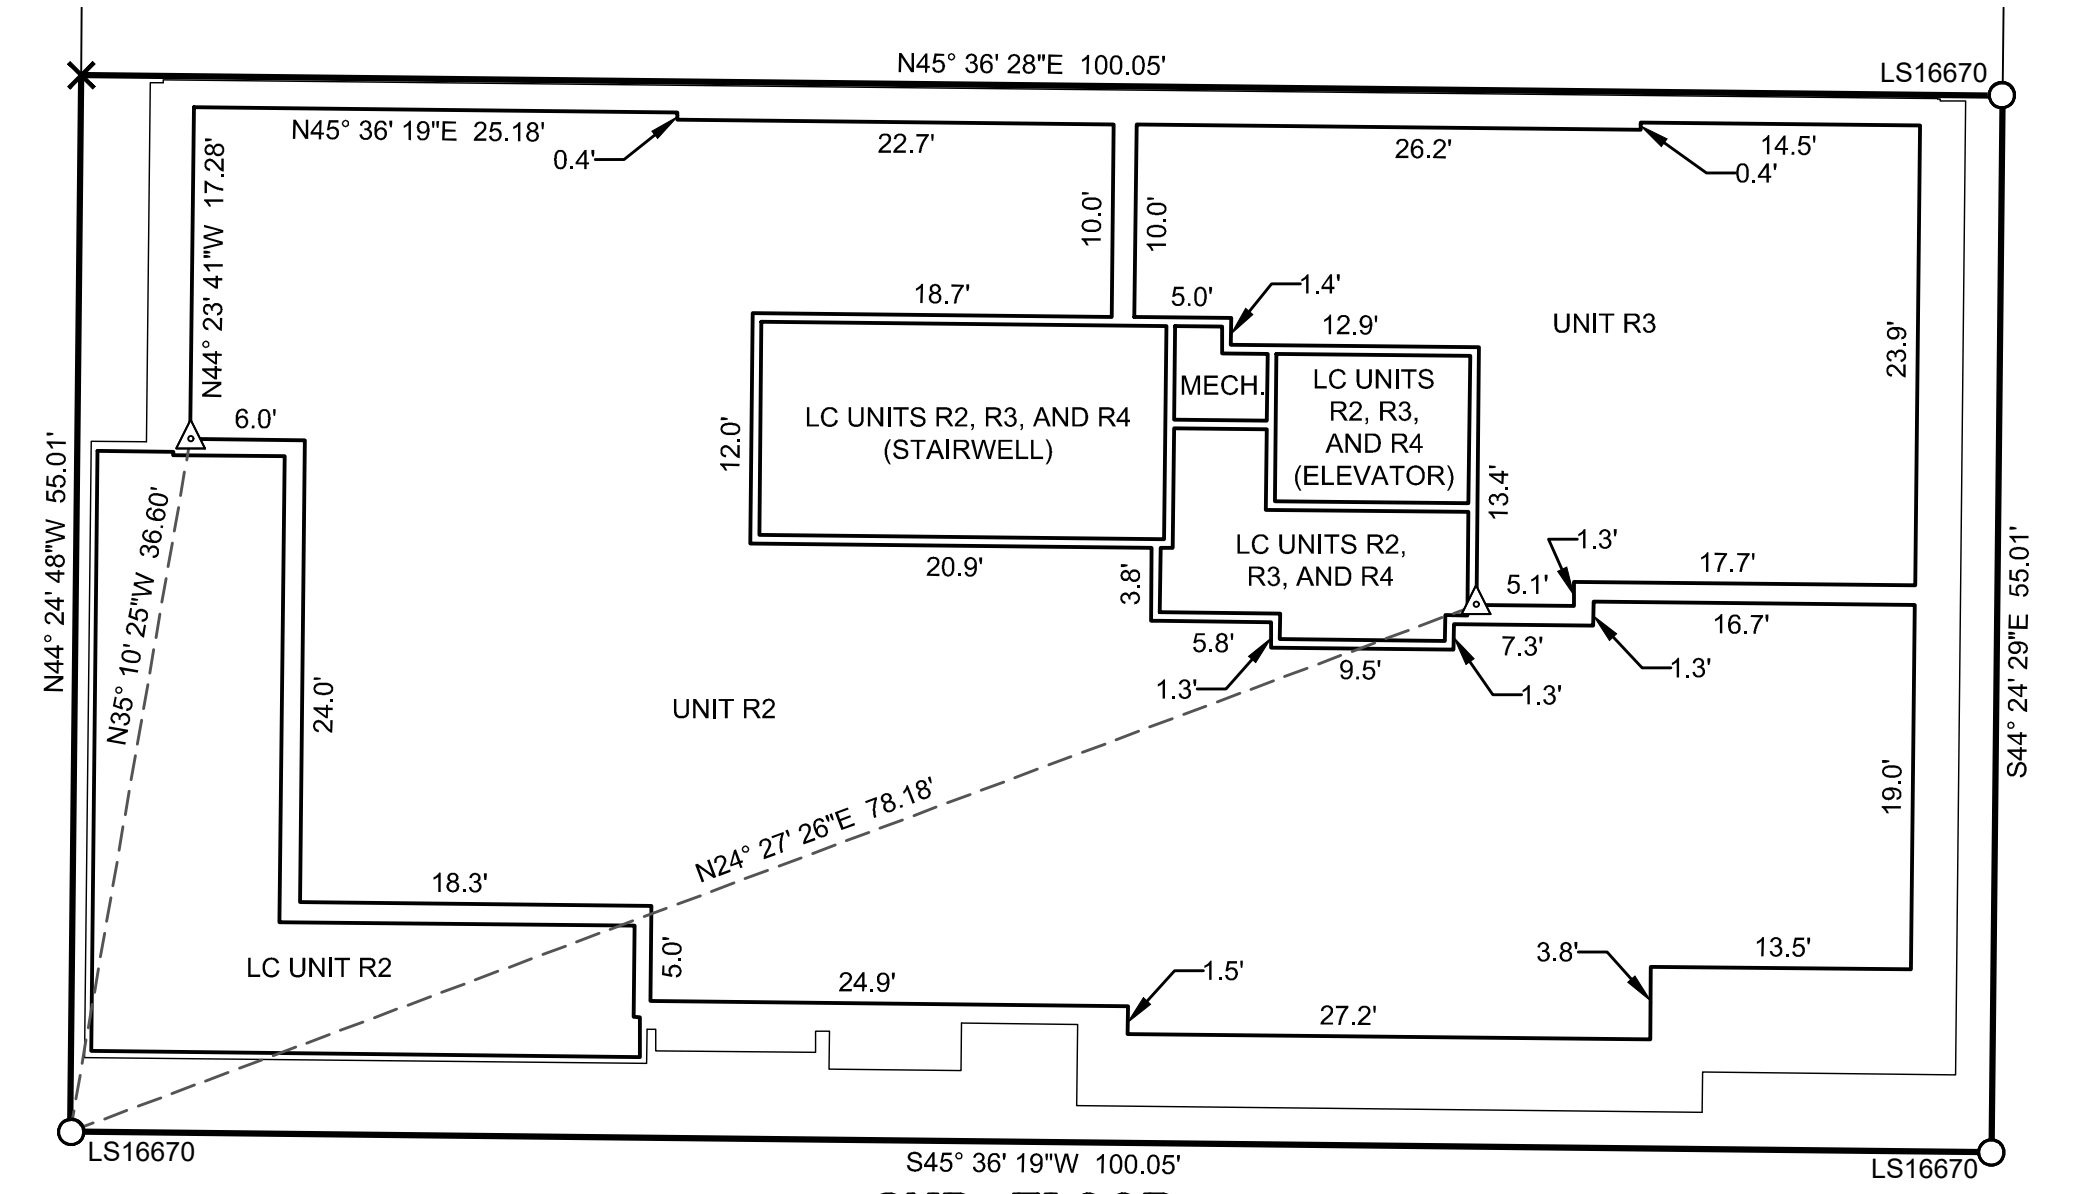 N45° 36' 28"E 100.05'
LS16670
N45° 36' 19"E 25.18'
0.4'
22.7'
26.2'
14.5'
0.4'
N44° 23' 41"W 17.28'
10.0'
10.0'
18.7'
5.0'
1.4'
12.9'
UNIT R3
23.9'
6.0'
12.0'
LC UNITS R2, R3, AND R4
(STAIRWELL)
MECH.
LC UNITS
R2, R3,
AND R4
(ELEVATOR)
13.4'
N44° 24' 48"W 55.01'
N35° 10' 25"W 36.60'
20.9'
3.8'
LC UNITS R2,
R3, AND R4
1.3'
5.1'
17.7'
S44° 24' 29"E 55.01'
5.8'
1.3'
9.5'
1.3'
7.3'
1.3'
16.7'
24.0'
UNIT R2
19.0'
N24° 27' 26"E 78.18'
18.3'
LC UNIT R2
5.0'
24.9'
1.5'
27.2'
3.8'
13.5'
LS16670
S45° 36' 19"W 100.05'
LS16670